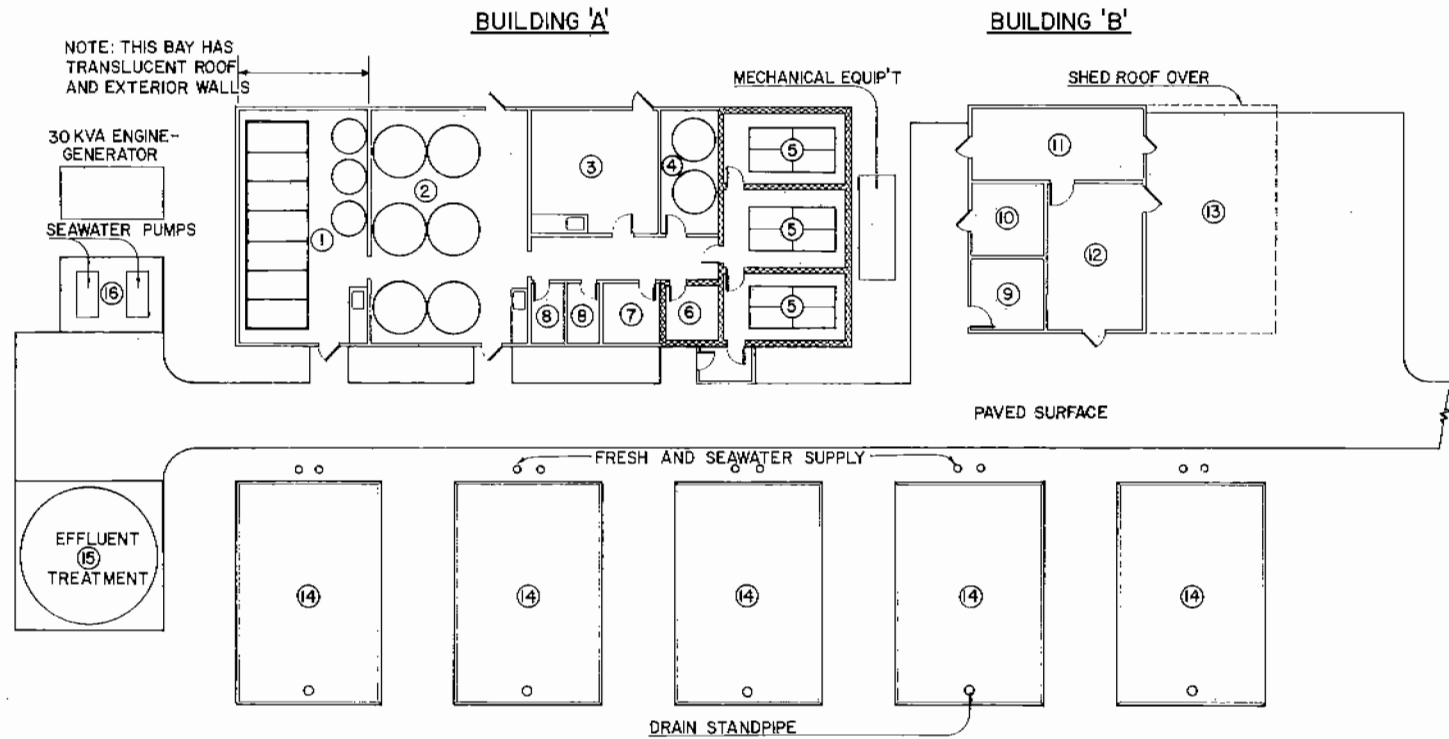 BUILDING 'A'
BUILDING 'B'
NOTE: THIS BAY HAS
TRANSLUCENT ROOF
AND EXTERIOR WALLS
MECHANICAL EQUIP'T
SHED ROOF OVER
30 KVA ENGINE-
GENERATOR
SEAWATER PUMPS
1
2
3
4
5
5
5
6
7
8
8
9
10
11
12
13
16
PAVED SURFACE
FRESH AND SEAWATER SUPPLY
EFFLUENT
15
TREATMENT
14
14
14
14
14
DRAIN STANDPIPE